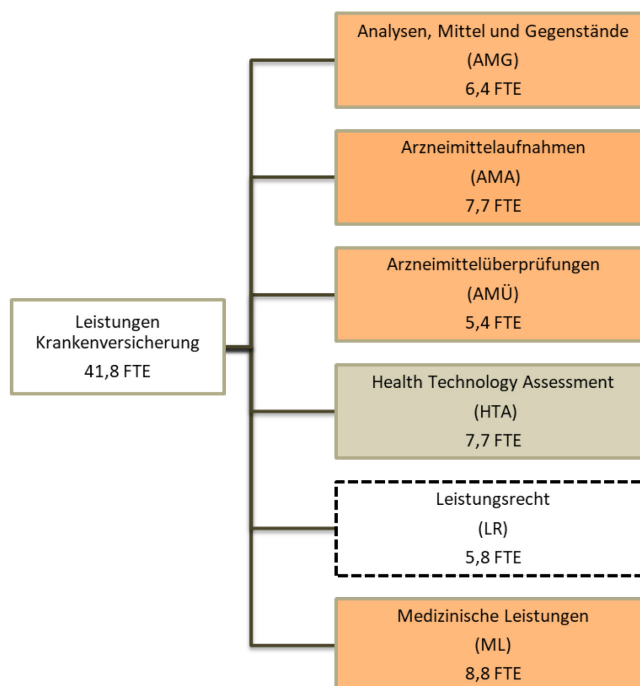 Analysen, Mittel und Gegenstände
(AMG)
6,4 FTE
Arzneimittelaufnahmen
(AMA)
7,7 FTE
Arzneimittelüberprüfungen
(AMÜ)
5,4 FTE
Leistungen
Krankenversicherung
41,8 FTE
Health Technology Assessment
(HTA)
7,7 FTE
Leistungsrecht
(LR)
5,8 FTE
Medizinische Leistungen
(ML)
8,8 FTE